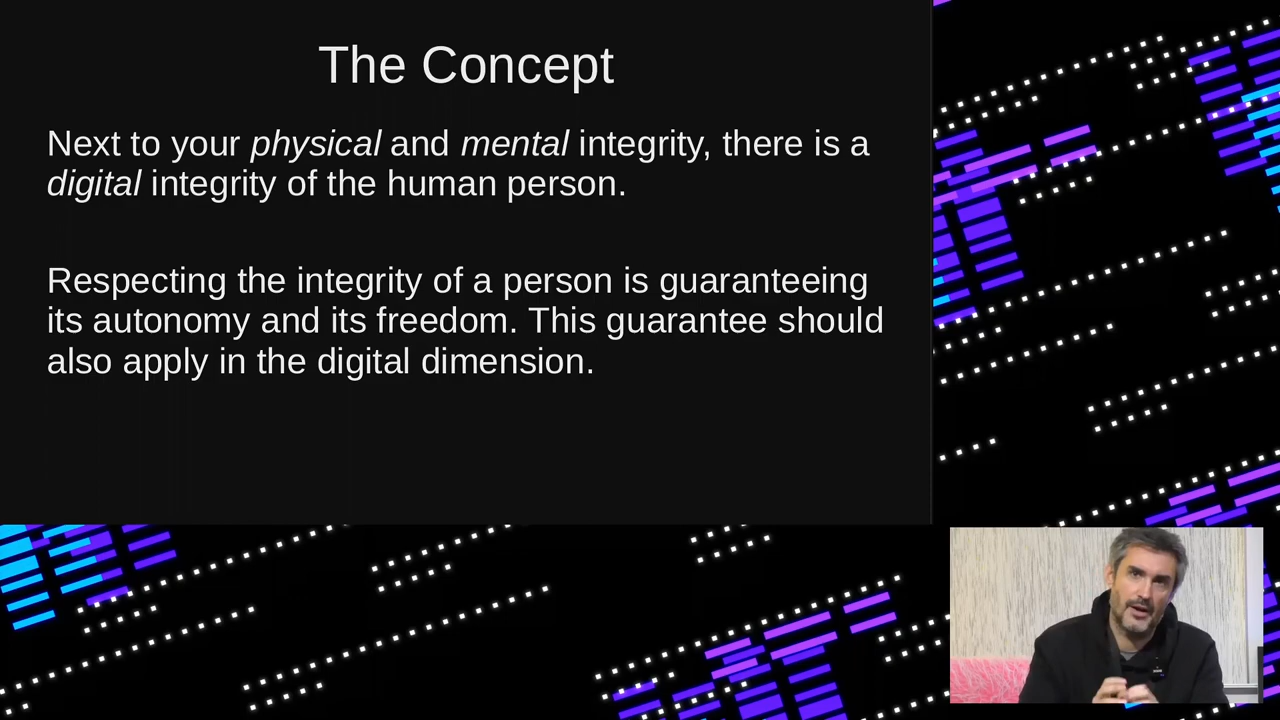 The Concept
Next to your physical and mental integrity, there is a
digital integrity of the human person.
Respecting the integrity of a person is guaranteeing
its autonomy and its freedom. This guarantee should
also apply in the digital dimension.